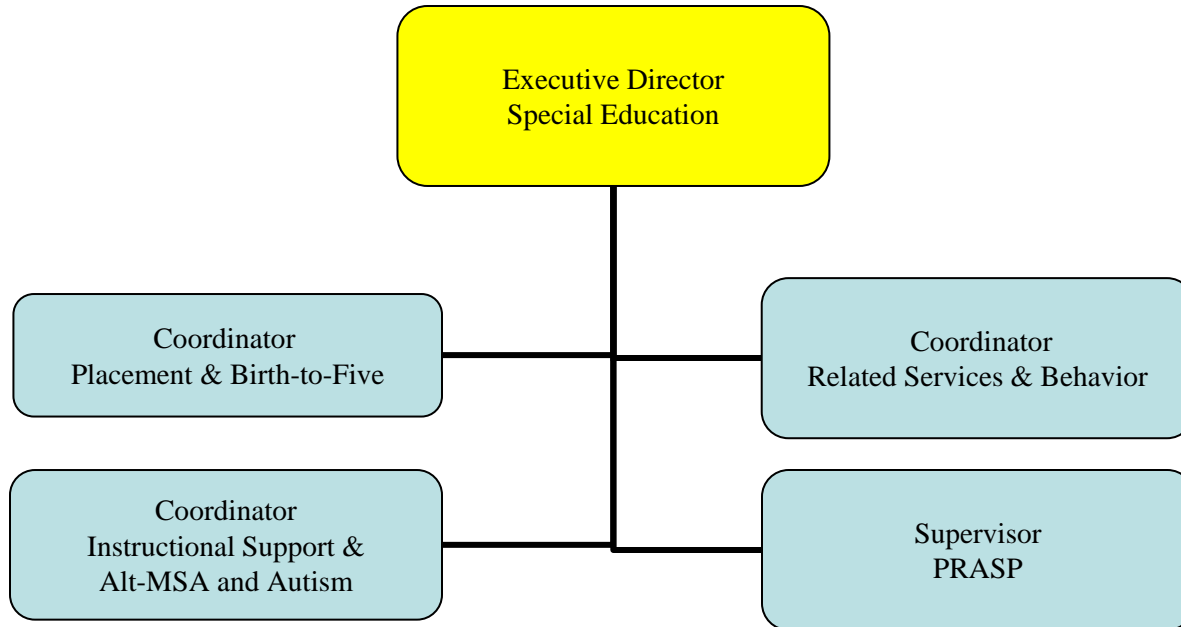 Executive Director
Special Education
Coordinator
Placement & Birth-to-Five
Coordinator
Related Services & Behavior
Coordinator
Instructional Support &
Alt-MSA and Autism
Supervisor
PRASP